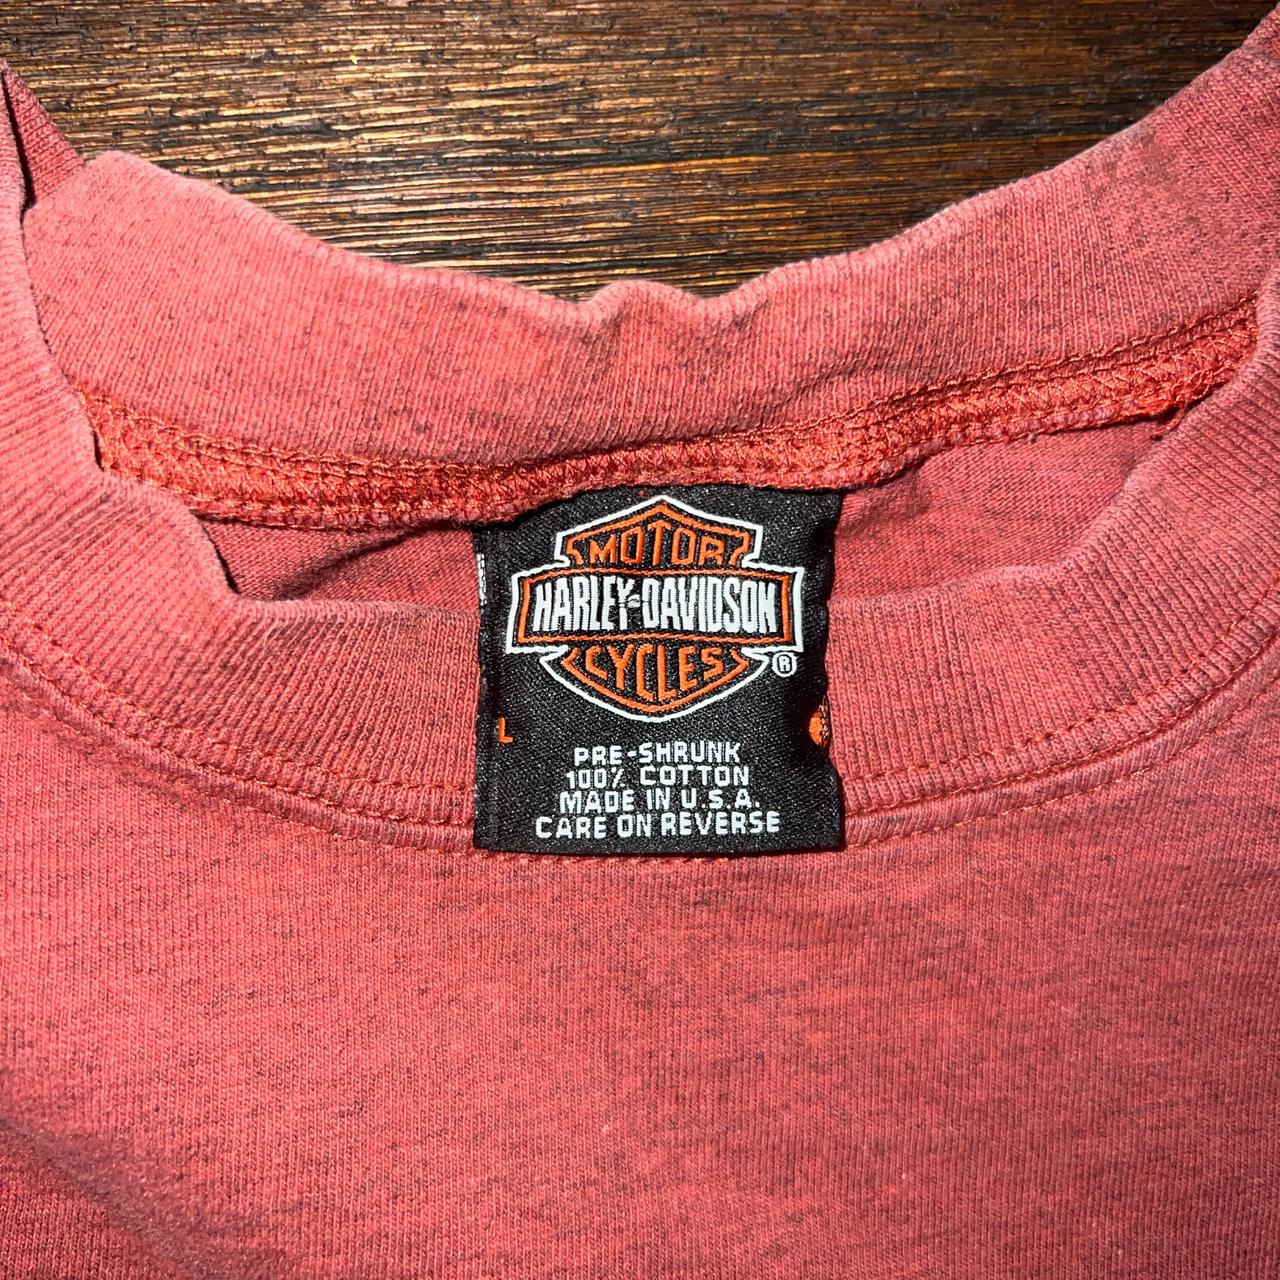 MOTOR
HARLEY-DAVIDSON
CYCLES
®
L
PRE-SHRUNK
100% COTTON
MADE IN U.S.A.
CARE ON REVERSE